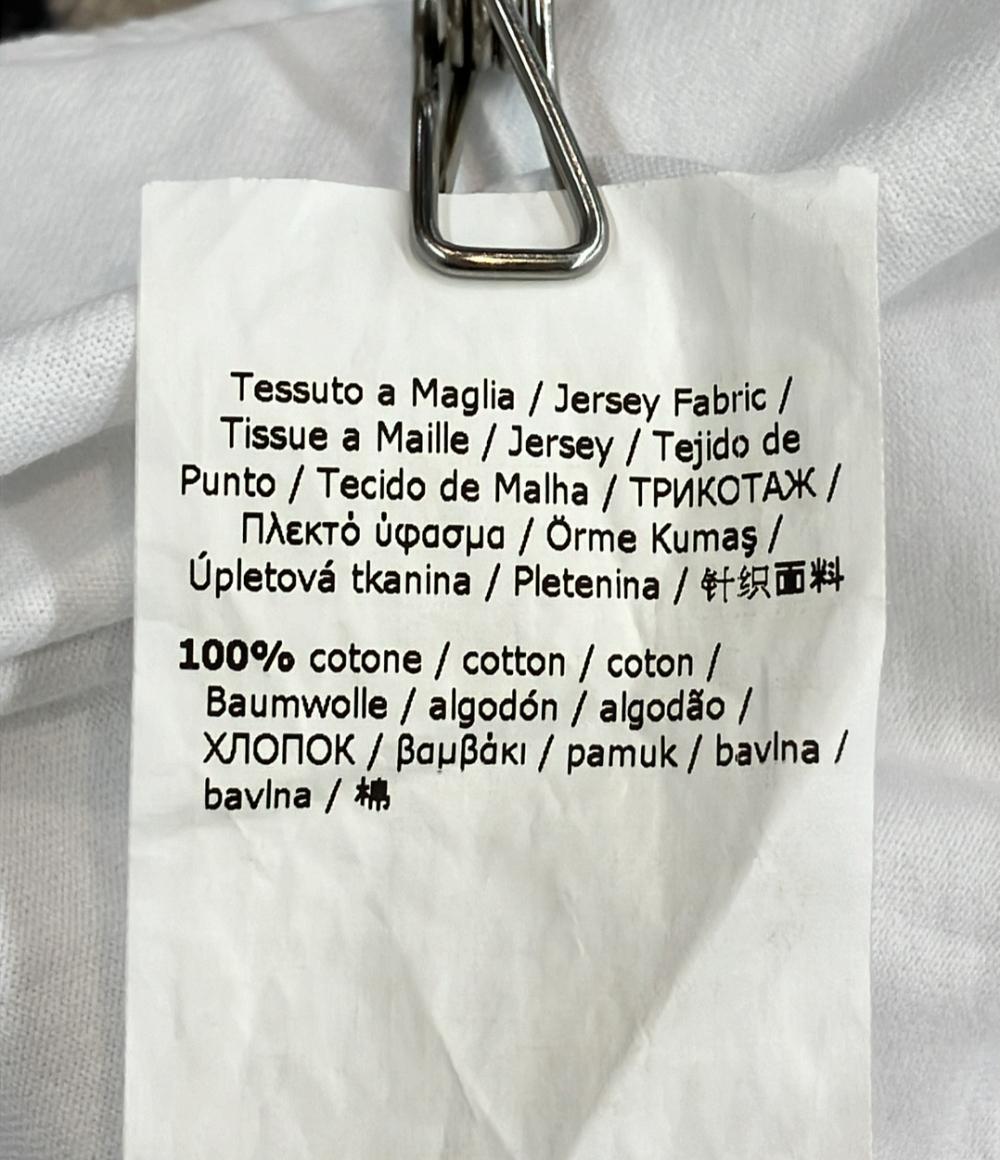 Tessuto a Maglia / Jersey Fabric /
Tissue a Maille / Jersey / Tejido de
Punto / Tecido de Malha / ТРИКОТАЖ /
Πλεκτό ύφασμα / Örme Kumaş /
Úpletová tkanina / Pletenina / 针织面料
100% cotone / cotton / coton /
Baumwolle / algodón / algodão /
ХЛОПОК / βαμβάκι / pamuk / bavlna /
bavlna / 棉